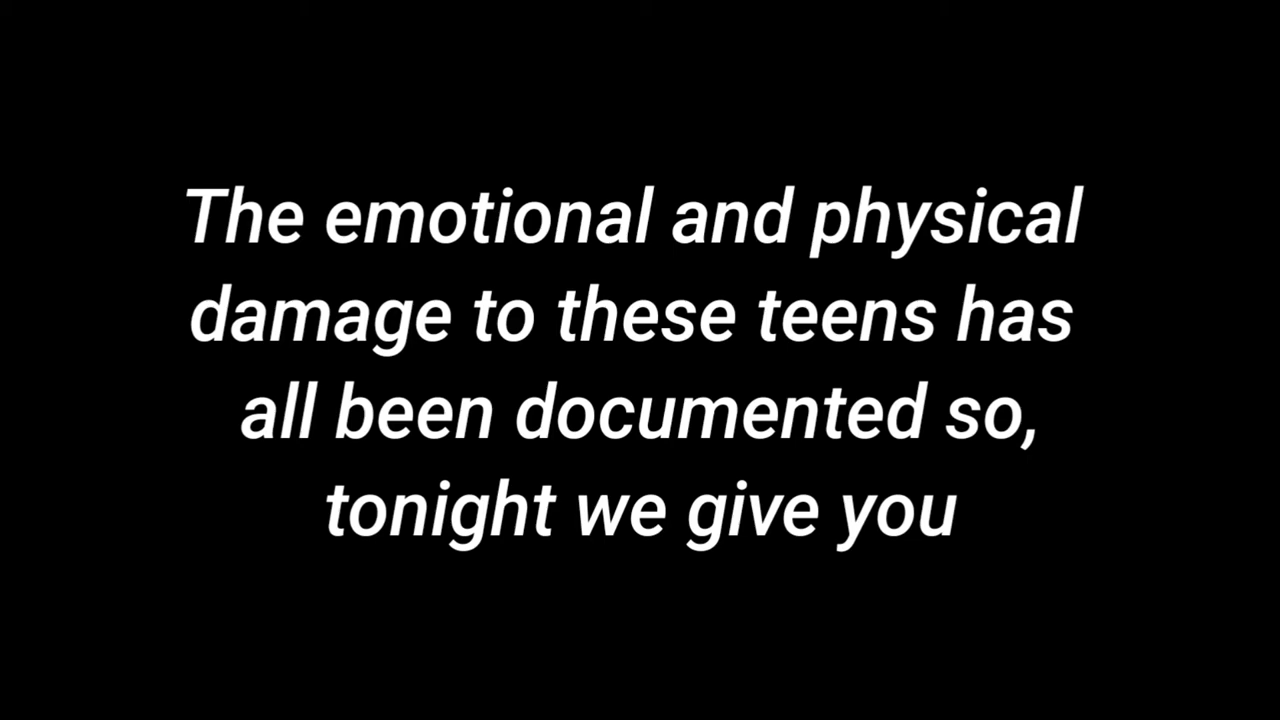 The emotional and physical
damage to these teens has
all been documented so,
tonight we give you